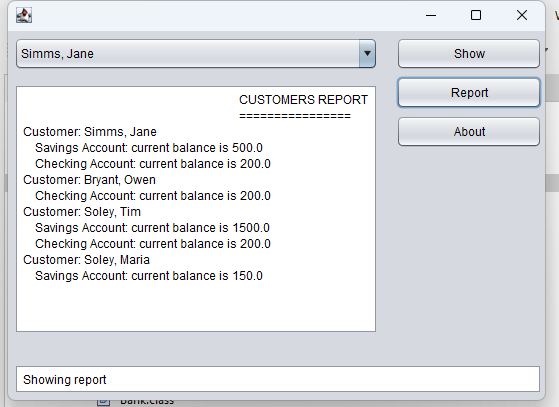 Simms, Jane
Show
Report
About
CUSTOMERS REPORT
================
Customer: Simms, Jane
Savings Account: current balance is 500.0
Checking Account: current balance is 200.0
Customer: Bryant, Owen
Checking Account: current balance is 200.0
Customer: Soley, Tim
Savings Account: current balance is 1500.0
Checking Account: current balance is 200.0
Customer: Soley, Maria
Savings Account: current balance is 150.0
Showing report
Bank.class